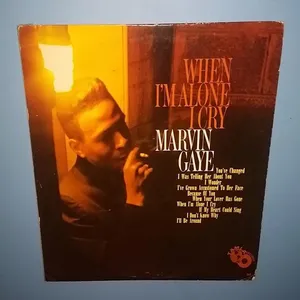 WHEN
I'M ALONE
I CRY
MARVIN
GAYE
You've Changed
I Was Telling Her About You
I Wonder
I've Grown Accustomed To Her Face
Because Of You
When Your Lover Has Gone
When I'm Alone I Cry
If My Heart Could Sing
I Don't Know Why
I'll Be Around